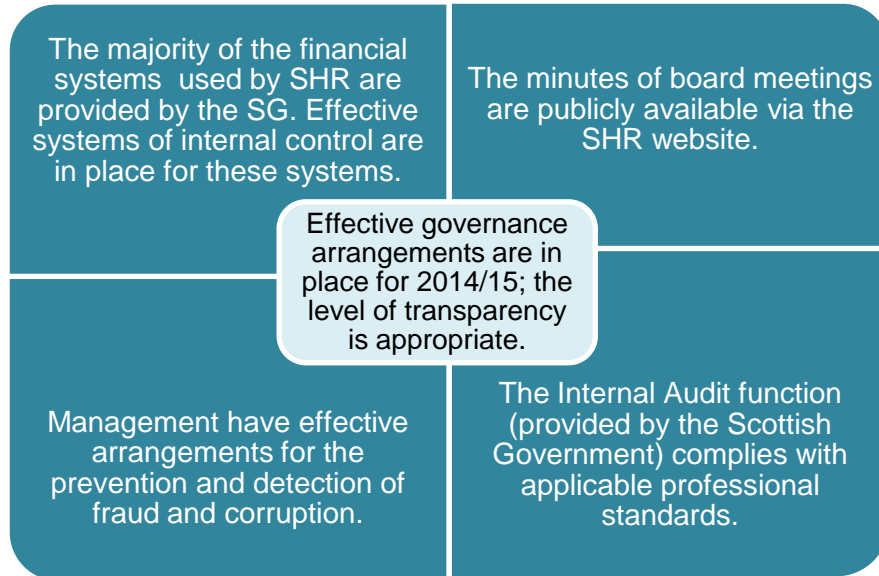 The majority of the financial
systems used by SHR are
provided by the SG. Effective
systems of internal control are
in place for these systems.
The minutes of board meetings
are publicly available via the
SHR website.
Effective governance
arrangements are in
place for 2014/15; the
level of transparency
is appropriate.
Management have effective
arrangements for the
prevention and detection of
fraud and corruption.
The Internal Audit function
(provided by the Scottish
Government) complies with
applicable professional
standards.